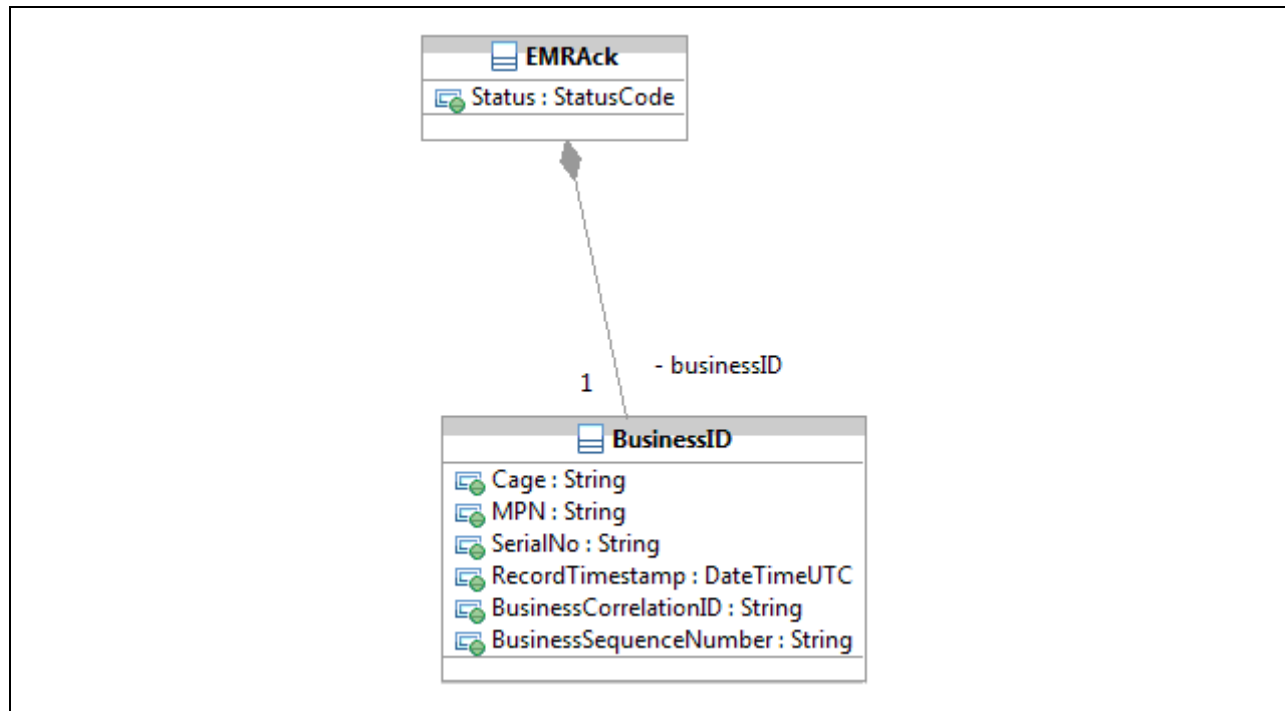 EMRAck
Status : StatusCode
- businessID
1
BusinessID
Cage : String
MPN : String
SerialNo : String
RecordTimestamp : DateTimeUTC
BusinessCorrelationID : String
BusinessSequenceNumber : String